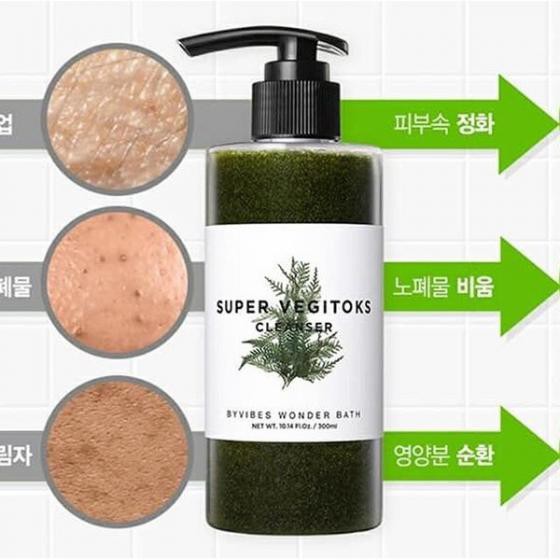 업
피부속 정화
폐물
노폐물 비움
림자
영양분 순환
SUPER VEGITOKS
CLEANSER
BYVIBES WONDER BATH
NET WT. 10.14 Fl.Oz. / 300ml